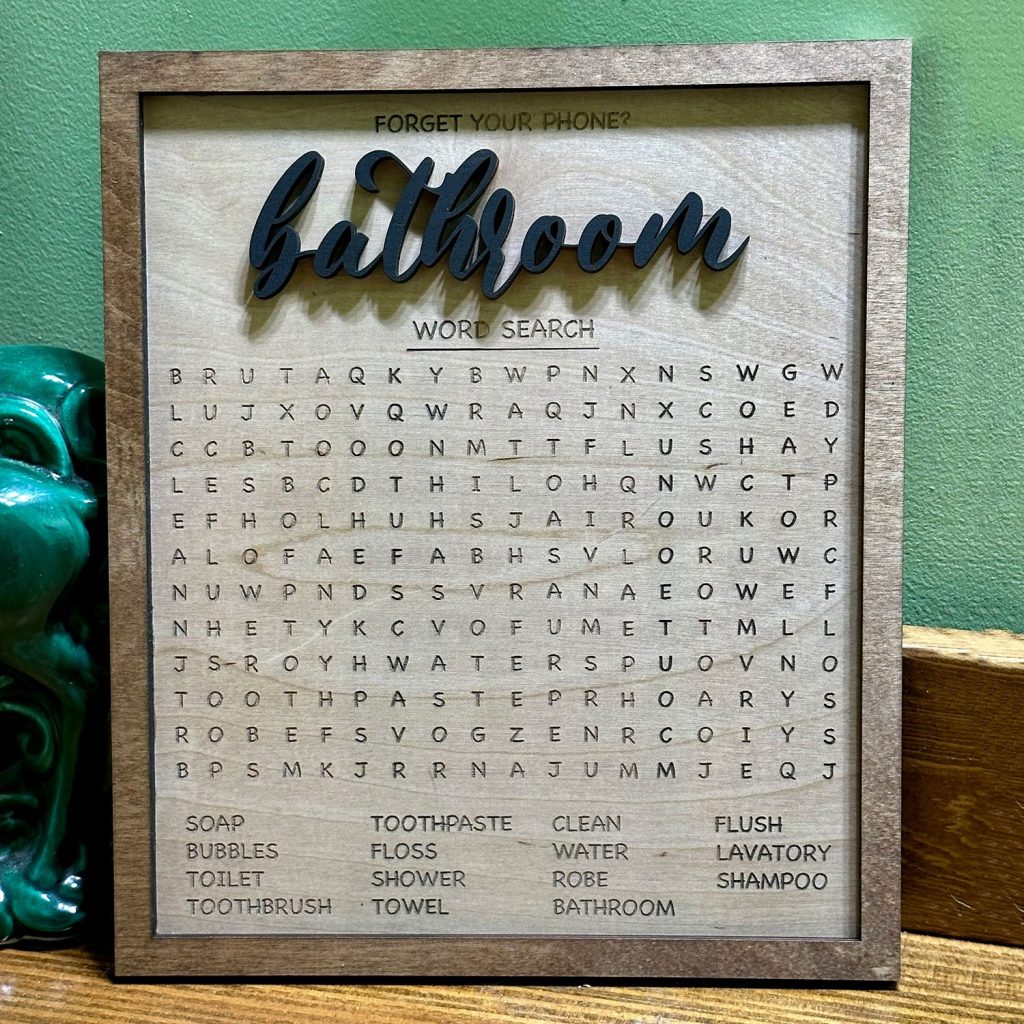 FORGET YOUR PHONE?
bathroom
WORD SEARCH
B R U T A Q K Y B W P N X N S W G W
L U J X O V Q W R A Q J N X C O E D
C C B T O O O N M T T F L U S H A Y
L E S B C D T H I L O H Q N W C T P
E F H O L H U H S J A I R O U K O R
A L O F A E F A B H S V L O R U W C
N U W P N D S S V R A N A E O W E F
N H E T Y K C V O F U M E T T M L L
J S R O Y H W A T E R S P U O V N O
T O O T H P A S T E P R H O A R Y S
R O B E F S V O G Z E N R C O I Y S
B P S M K J R R N A J U M M J E Q J
SOAP TOOTHPASTE CLEAN FLUSH
BUBBLES FLOSS WATER LAVATORY
TOILET SHOWER ROBE SHAMPOO
TOOTHBRUSH TOWEL BATHROOM